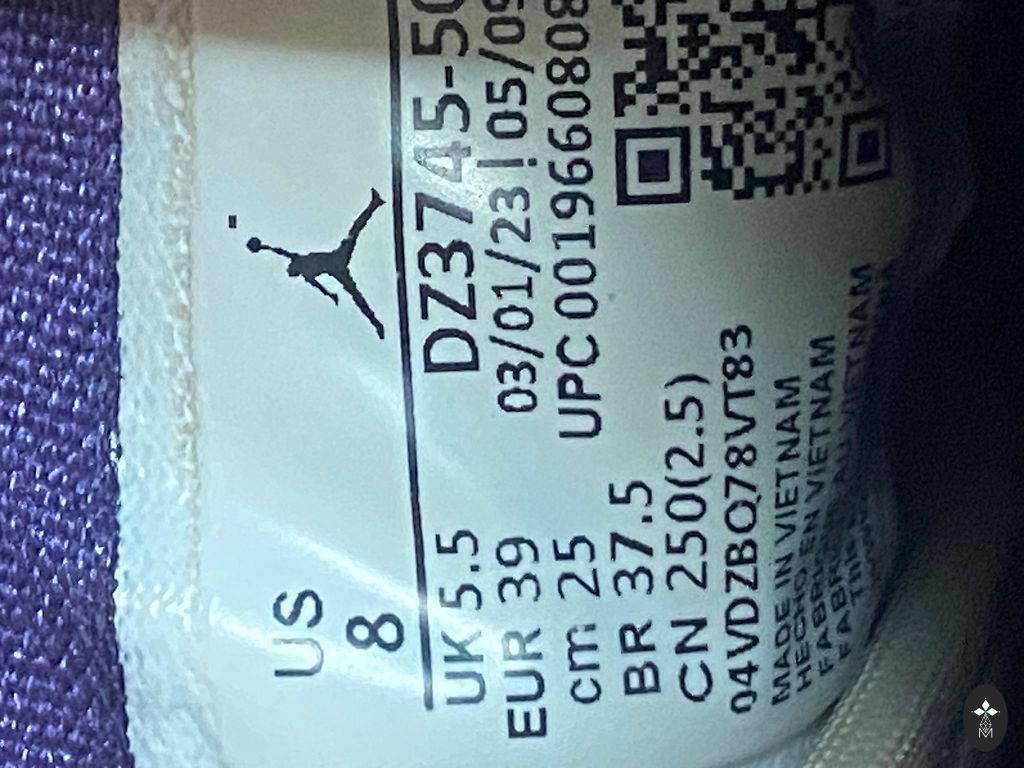 US
8
UK 5.5
DZ3745-50
EUR 39
03/01/23 | 05/09
cm 25
UPC 0019660808
BR 37.5
CN 250(2.5)
04VDZBQ78VT83
MADE IN VIETNAM
HECHO EN VIETNAM
M